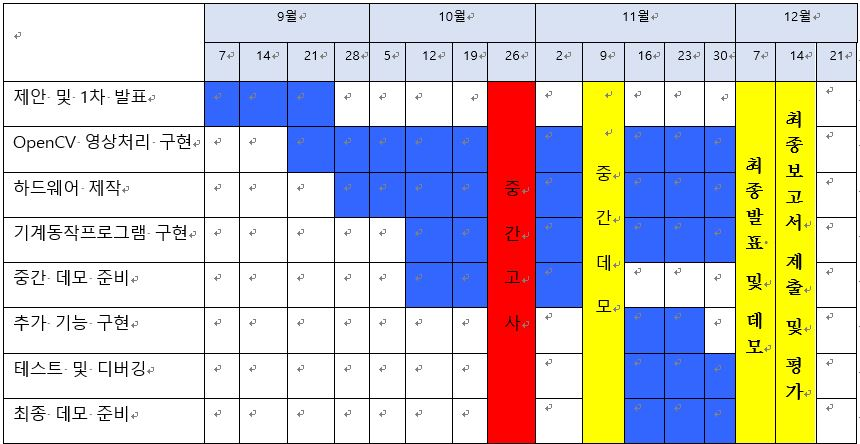 9월 10월 11월 12월
7 14 21 28 5 12 19 26 2 9 16 23 30 7 14 21
제안 및 1차 발표
OpenCV 영상처리 구현
하드웨어 제작
기계동작프로그램 구현
중간 데모 준비
추가 기능 구현
테스트 및 디버깅
최종 데모 준비
중간고사
중간데모
최종발표 및 데모
최종보고서 제출 및 평가